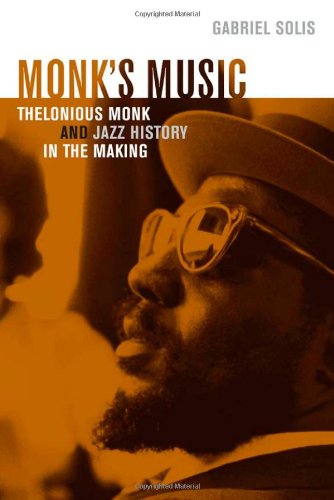 GABRIEL SOLIS
MONK'S MUSIC
THELONIOUS MONK
AND JAZZ HISTORY
IN THE MAKING